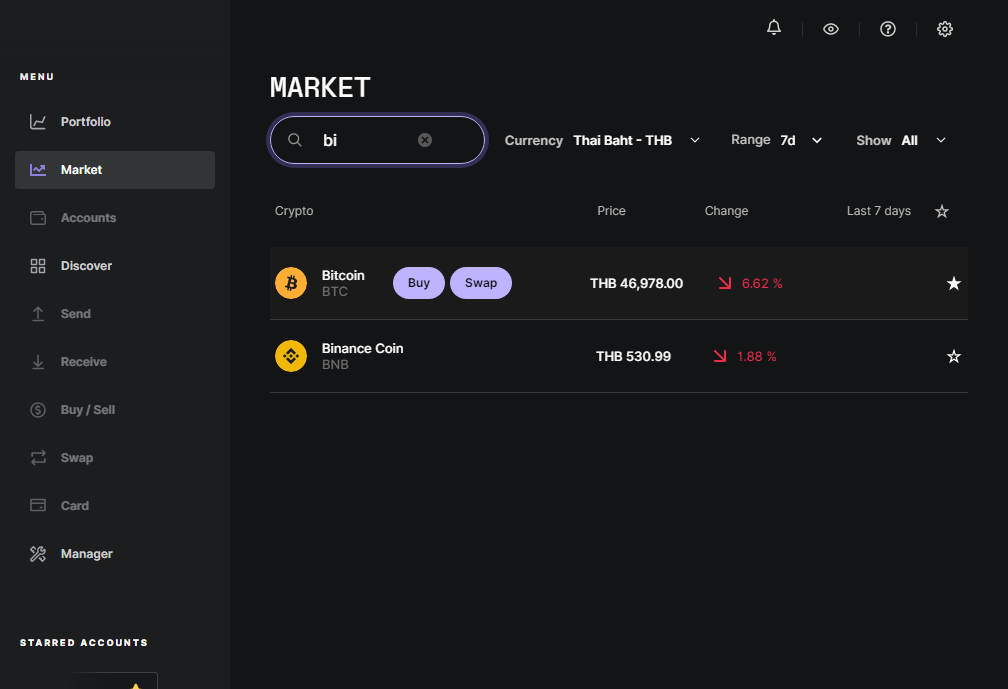 MENU
Portfolio
Market
Accounts
Discover
Send
Receive
Buy / Sell
Swap
Card
Manager
STARRED ACCOUNTS
MARKET
bi
Currency Thai Baht - THB
Range 7d
Show All
Crypto Price Change Last 7 days
Bitcoin
BTC
Buy Swap
THB 46,978.00 6.62 %
Binance Coin
BNB
THB 530.99 1.88 %